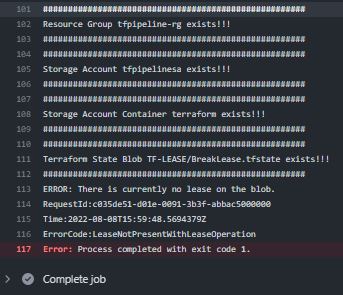 101 #####################################################
102 Resource Group tfpipeline-rg exists!!!
103 #####################################################
104 #####################################################
105 Storage Account tfpipelinesa exists!!!
106 #####################################################
107 #####################################################
108 Storage Account Container terraform exists!!!
109 #####################################################
110 #####################################################
111 Terraform State Blob TF-LEASE/BreakLease.tfstate exists!!!
112 #####################################################
113 ERROR: There is currently no lease on the blob.
114 RequestId:c035de51-d01e-0091-3b3f-abbac5000000
115 Time:2022-08-08T15:59:48.5694379Z
116 ErrorCode:LeaseNotPresentWithLeaseOperation
117 Error: Process completed with exit code 1.
Complete job